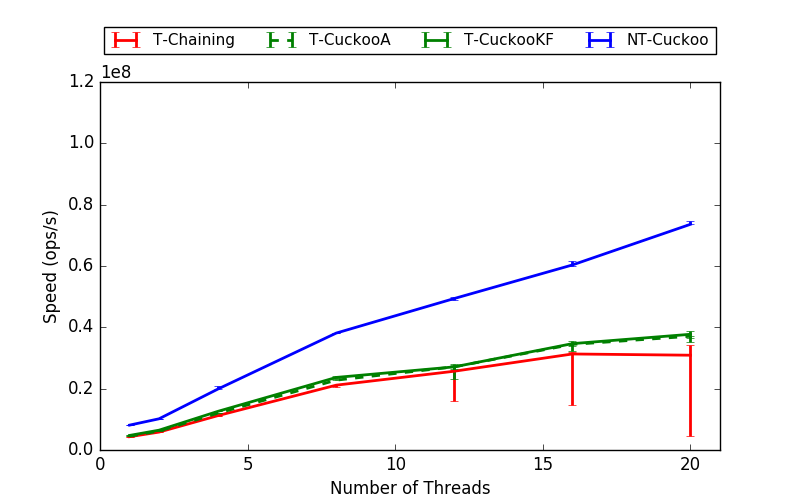 T-Chaining T-CuckooA T-CuckooKF NT-Cuckoo
1e8
1.2
1.0
0.8
0.6
0.4
0.2
0.0
Speed (ops/s)
0 5 10 15 20
Number of Threads